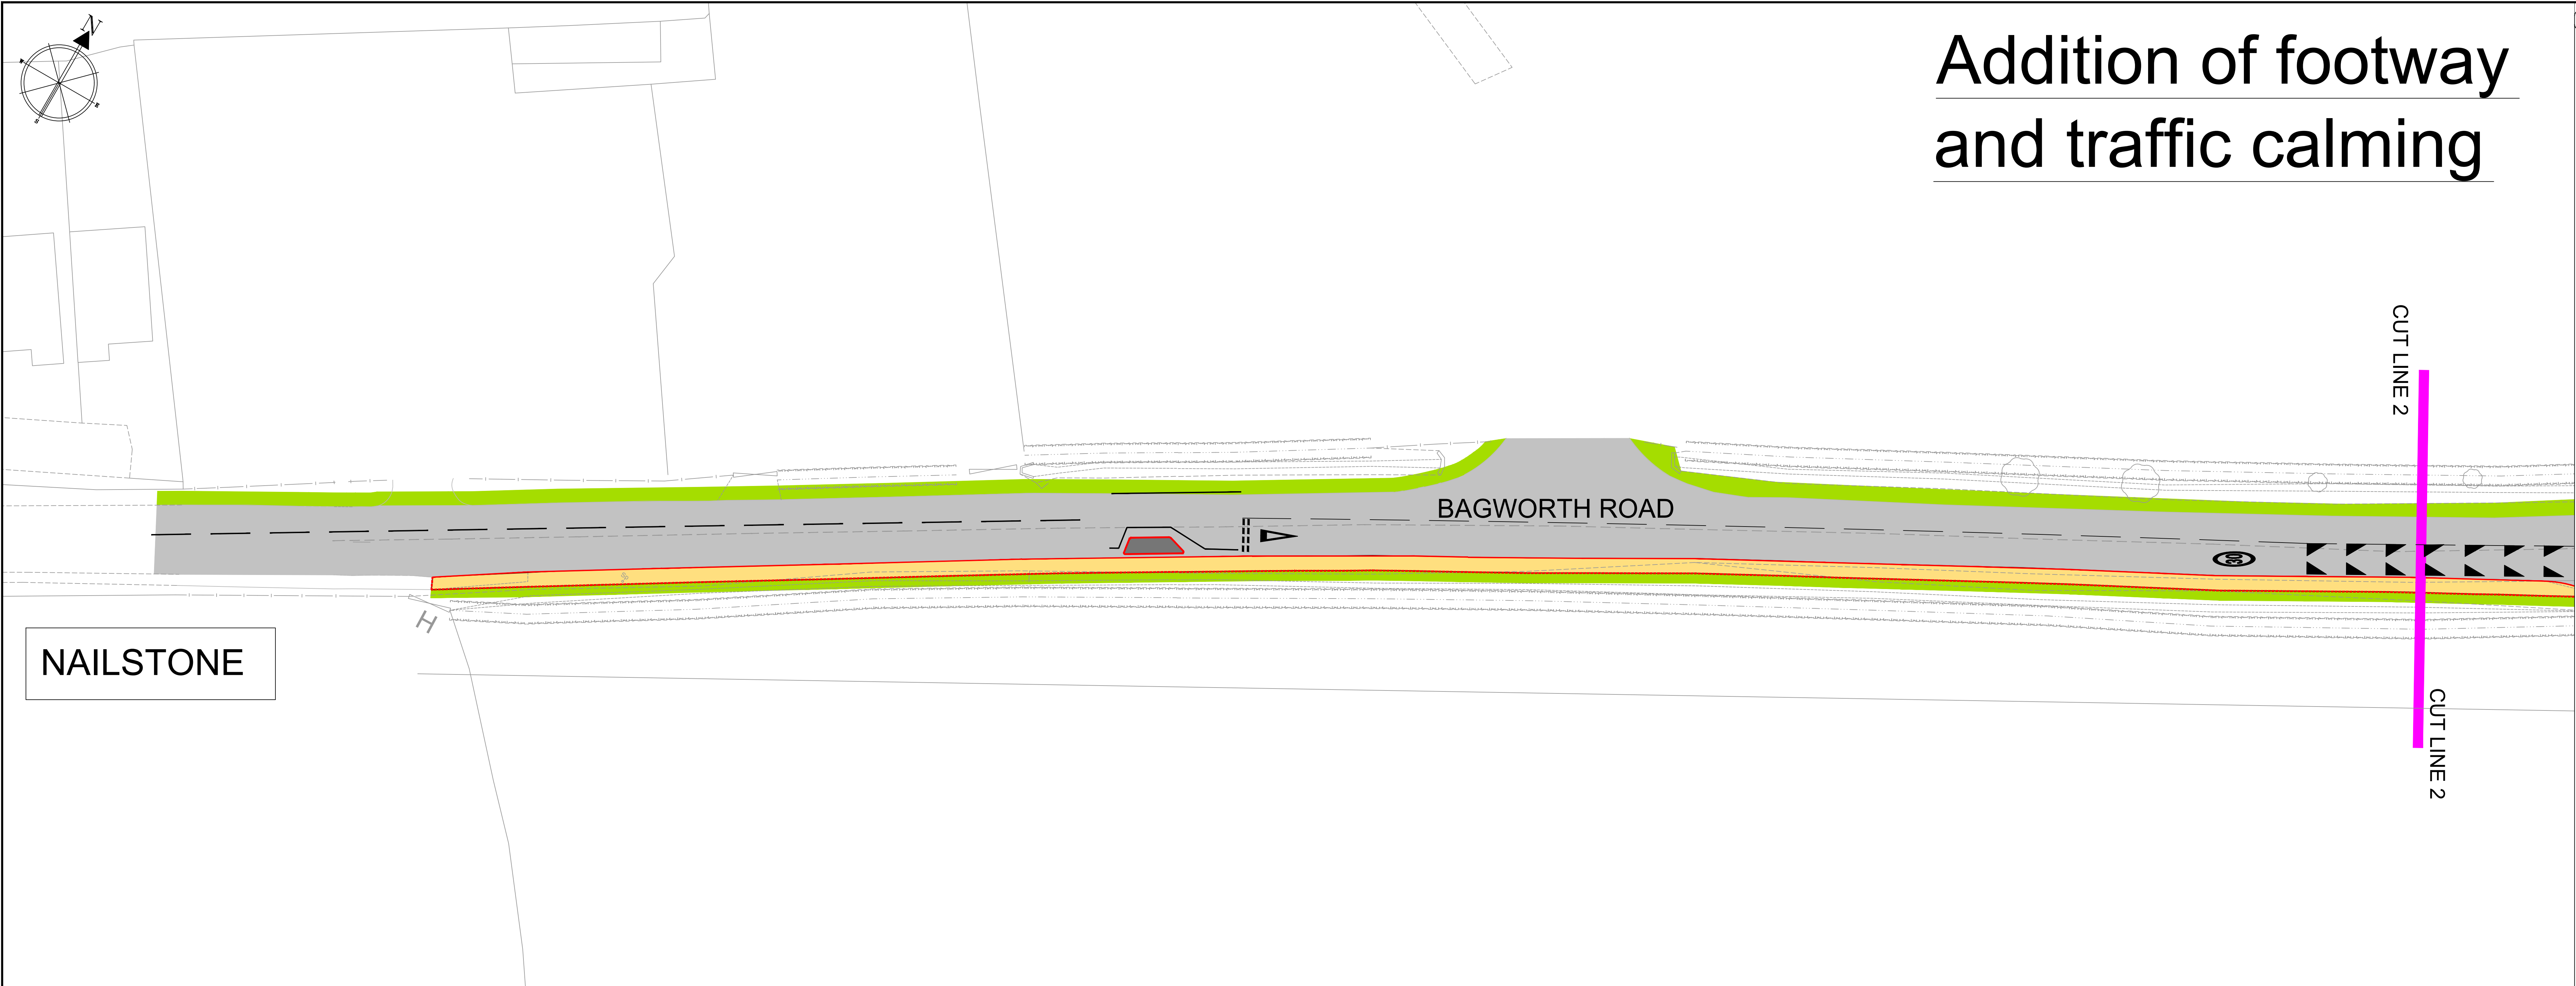 N
Addition of footway
and traffic calming
CUT LINE 2
BAGWORTH ROAD
30
H
NAILSTONE
CUT LINE 2